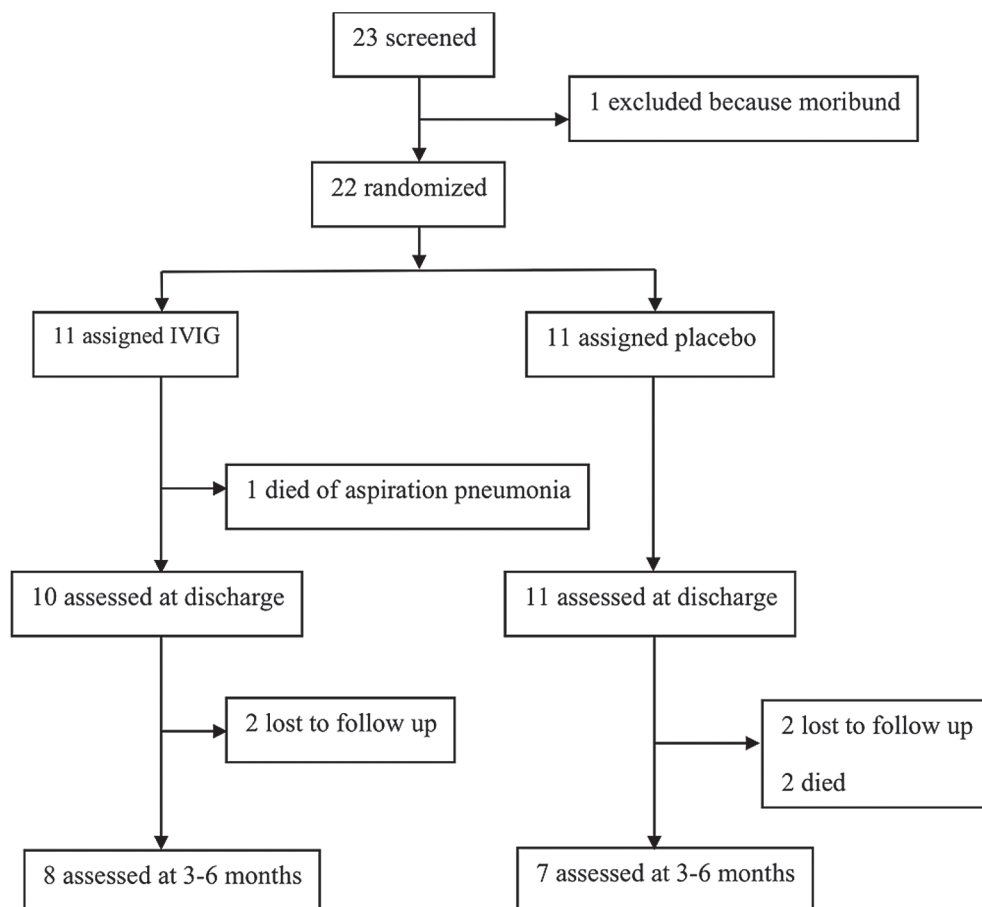 23 screened
1 excluded because moribund
22 randomized
11 assigned IVIG
11 assigned placebo
1 died of aspiration pneumonia
10 assessed at discharge
11 assessed at discharge
2 lost to follow up
2 lost to follow up
2 died
8 assessed at 3-6 months
7 assessed at 3-6 months